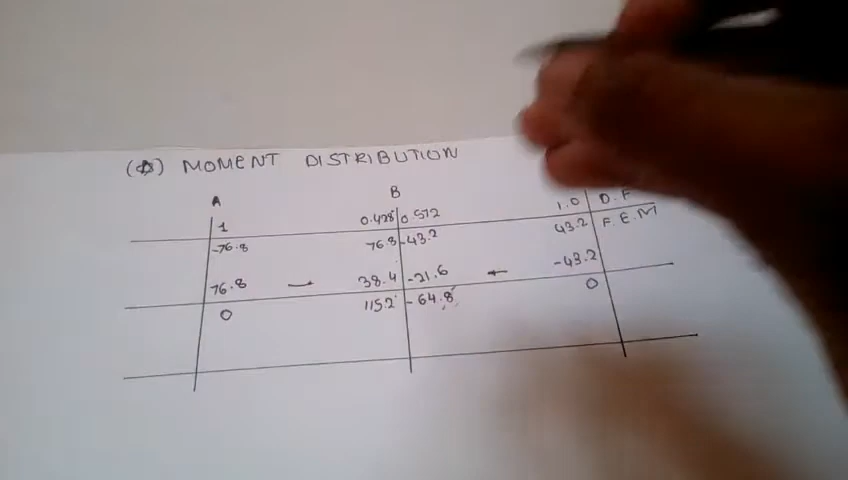 (A) MOMENT DISTRIBUTION
A B
1 0.428 0.572 1.0 D.F
-76.8 76.8 -43.2 43.2 F.E.M
76.8 → 38.4 -21.6 ← -43.2
0 115.2 -64.8 0